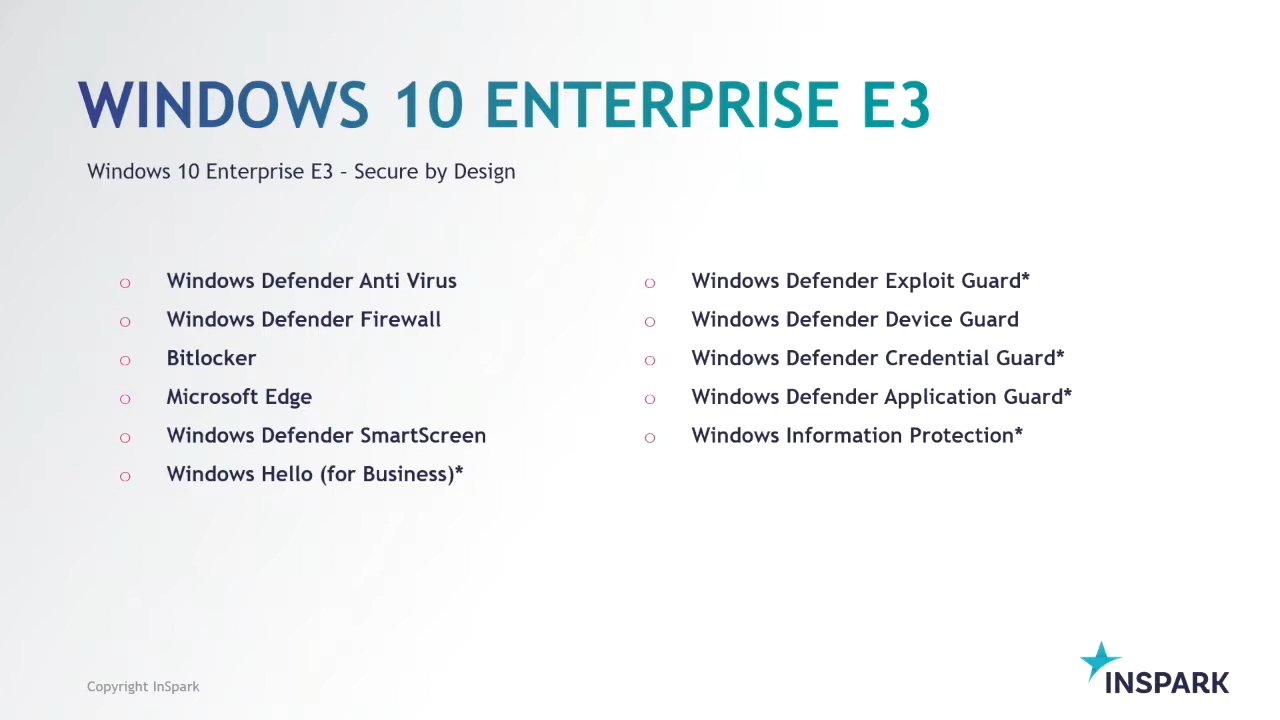 WINDOWS 10 ENTERPRISE E3
Windows 10 Enterprise E3 - Secure by Design
o Windows Defender Anti Virus
o Windows Defender Firewall
o Bitlocker
o Microsoft Edge
o Windows Defender SmartScreen
o Windows Hello (for Business)*
o Windows Defender Exploit Guard*
o Windows Defender Device Guard
o Windows Defender Credential Guard*
o Windows Defender Application Guard*
o Windows Information Protection*
Copyright InSpark
INSPARK